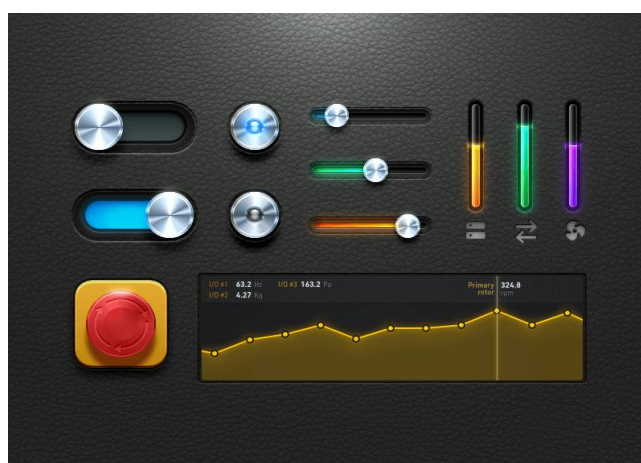 I/O #1 63.2 Hz I/O #3 163.2 Pa Primary 324.8
I/O #2 4.27 Kg rotor rpm